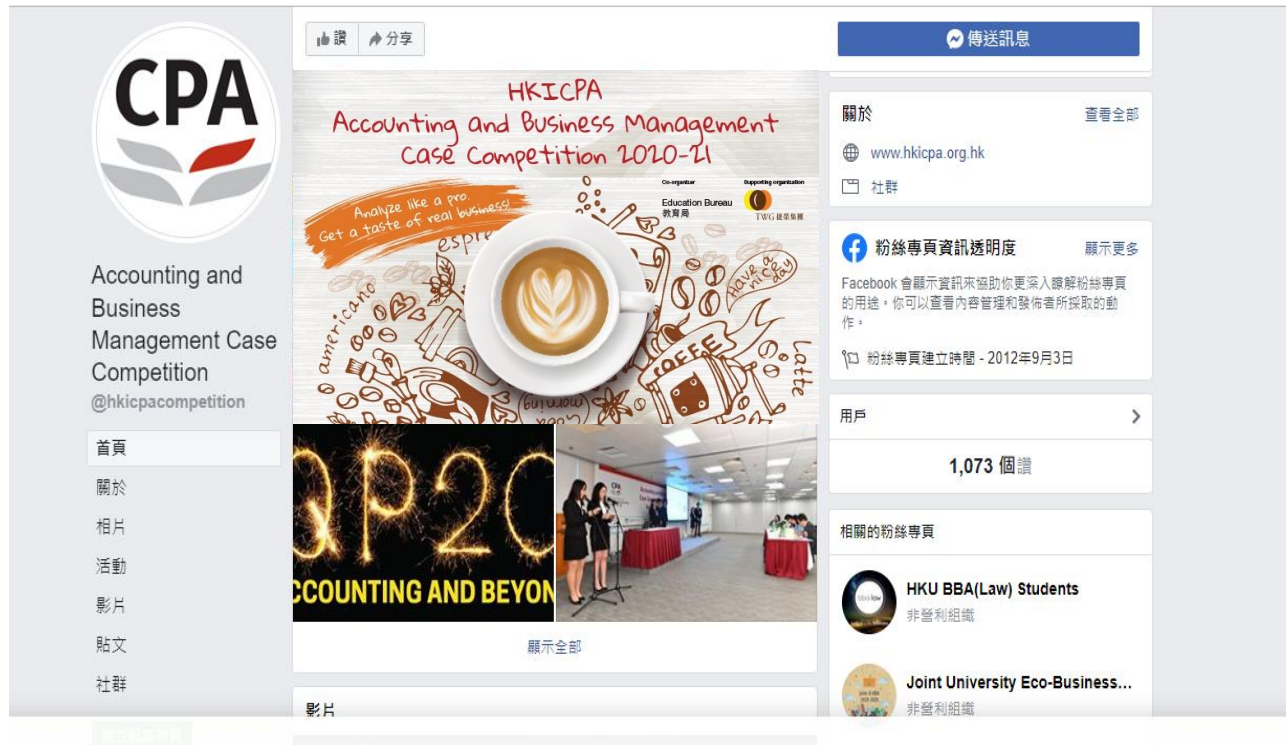 CPA
Accounting and
Business
Management Case
Competition
@hkicpacompetition
首頁
關於
相片
活動
影片
貼文
社群
讚
分享
HKICPA
Accounting and Business Management
Case Competition 2020-21
Analyze like a pro.
Get a taste of real business!
Co-organizer
Education Bureau
教育局
Supporting organization
TWG 捷榮集團
espre
americano
Have a
nice
day
COFFEE
Latte
Good
morning
QP20
CCOUNTING AND BEYON
顯示全部
影片
傳送訊息
關於
查看全部
www.hkicpa.org.hk
社群
粉絲專頁資訊透明度
顯示更多
Facebook 會顯示資訊來協助你更深入瞭解粉絲專頁
的用途。你可以查看內容管理和發佈者所採取的動
作。
粉絲專頁建立時間 - 2012年9月3日
用戶
1,073 個讚
相關的粉絲專頁
HKU BBA(Law) Students
非營利組織
Joint University Eco-Business...
非營利組織